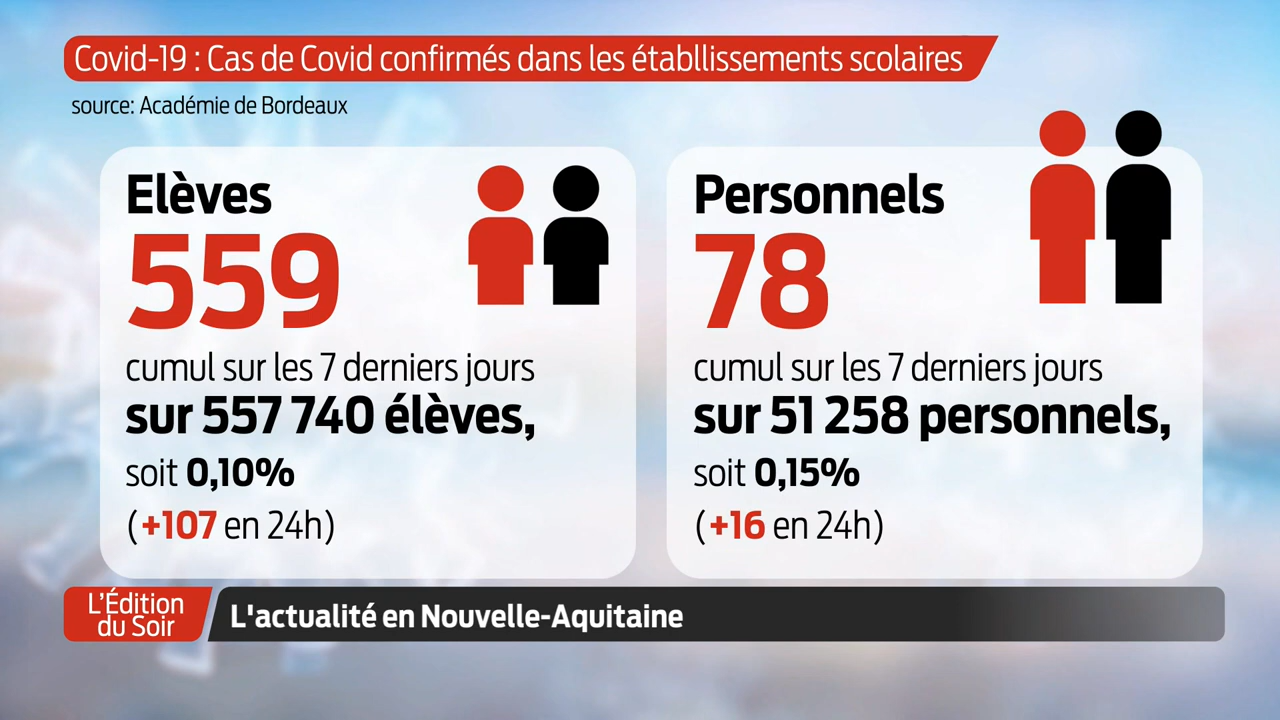 Covid-19 : Cas de Covid confirmés dans les établlissements scolaires
source: Académie de Bordeaux
Elèves
559
cumul sur les 7 derniers jours
sur 557 740 élèves,
soit 0,10%
(+107 en 24h)
Personnels
78
cumul sur les 7 derniers jours
sur 51 258 personnels,
soit 0,15%
(+16 en 24h)
L'Édition
du Soir
L'actualité en Nouvelle-Aquitaine